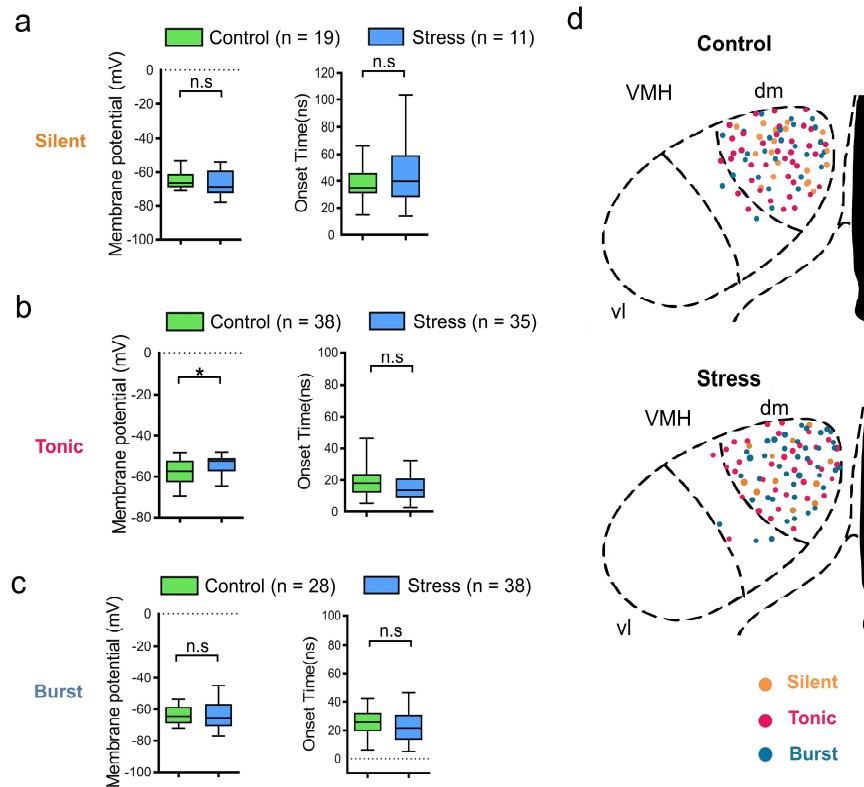 a
Control (n = 19)
Stress (n = 11)
Silent
Membrane potential (mV)
0
-20
-40
-60
-80
-100
n.s
Onset Time(ns)
120
100
80
60
40
20
0
n.s
b
Control (n = 38)
Stress (n = 35)
Tonic
Membrane potential (mV)
0
-20
-40
-60
-80
*
Onset Time(ns)
100
80
60
40
20
0
n.s
c
Control (n = 28)
Stress (n = 38)
Burst
Membrane potential (mV)
0
-20
-40
-60
-80
-100
n.s
Onset Time(ns)
100
80
60
40
20
0
n.s
d
Control
VMH
dm
vl
Stress
VMH
dm
vl
Silent
Tonic
Burst